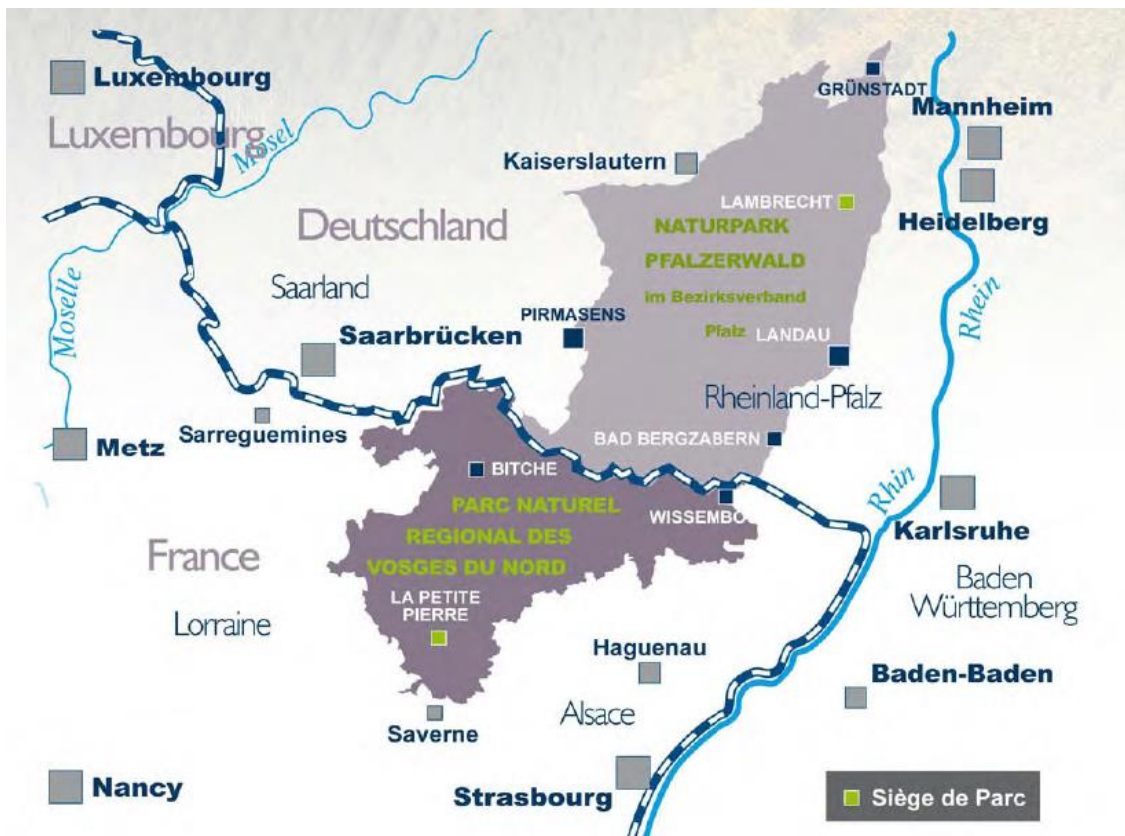 Luxembourg
Luxembourg
Mosel
GRÜNSTADT
Mannheim
Kaiserslautern
LAMBRECHT
Heidelberg
NATURPARK
PFALZERWALD
im Bezirksverband
Pfalz
Deutschland
Saarland
Moselle
Rhein
PIRMASENS
LANDAU
Saarbrücken
Rheinland-Pfalz
Sarreguemines
Metz
BAD BERGZABERN
BITCHE
PARC NATUREL
REGIONAL DES
VOSGES DU NORD
WISSEMBO
Rhin
Karlsruhe
France
Baden
Württemberg
LA PETITE
PIERRE
Lorraine
Haguenau
Baden-Baden
Alsace
Saverne
Nancy
Strasbourg
Siège de Parc